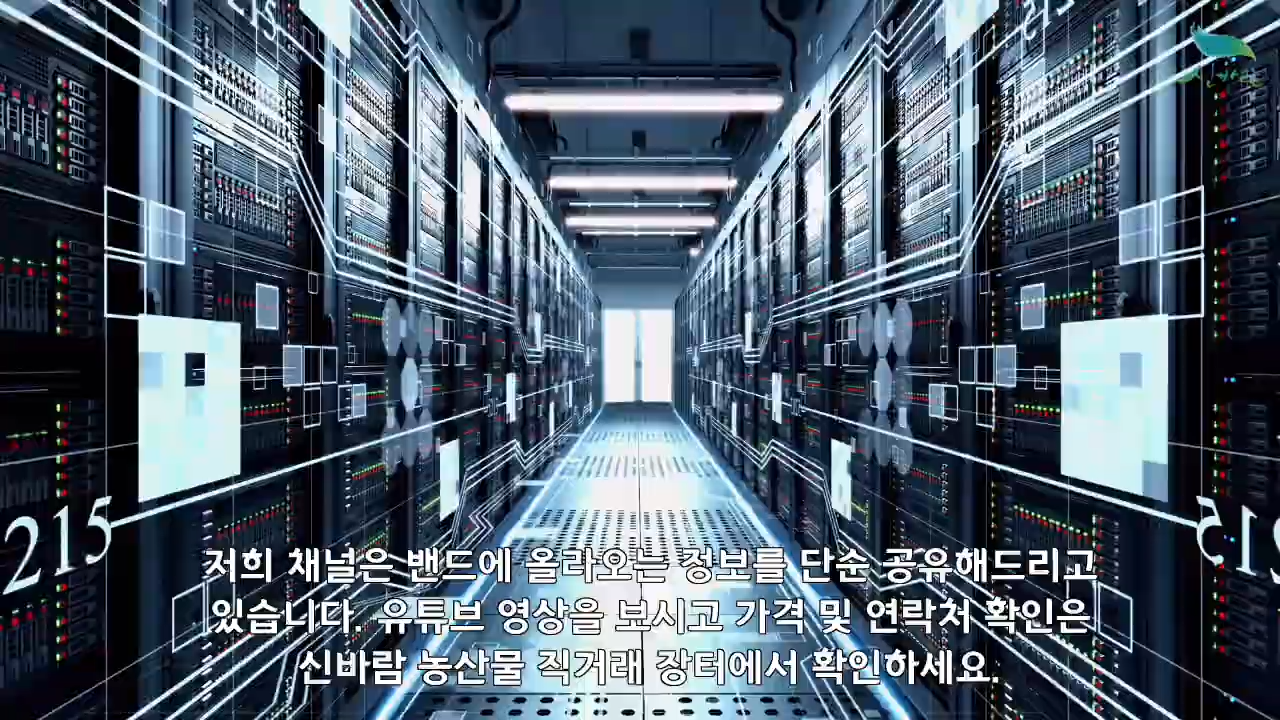 215
215
저희 채널은 밴드에 올라오는 정보를 단순 공유해드리고
있습니다. 유튜브 영상을 보시고 가격 및 연락처 확인은
신바람 농산물 직거래 장터에서 확인하세요.